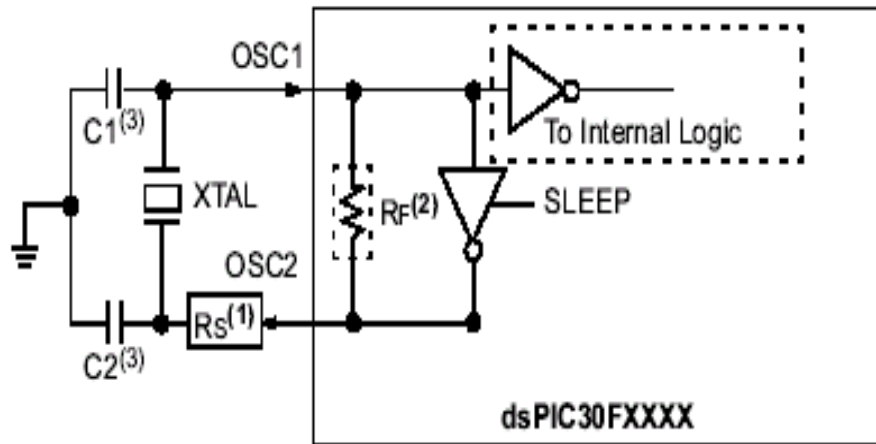 OSC1
C1(3)
To Internal Logic
XTAL
RF(2)
SLEEP
OSC2
RS(1)
C2(3)
dsPIC30FXXXX